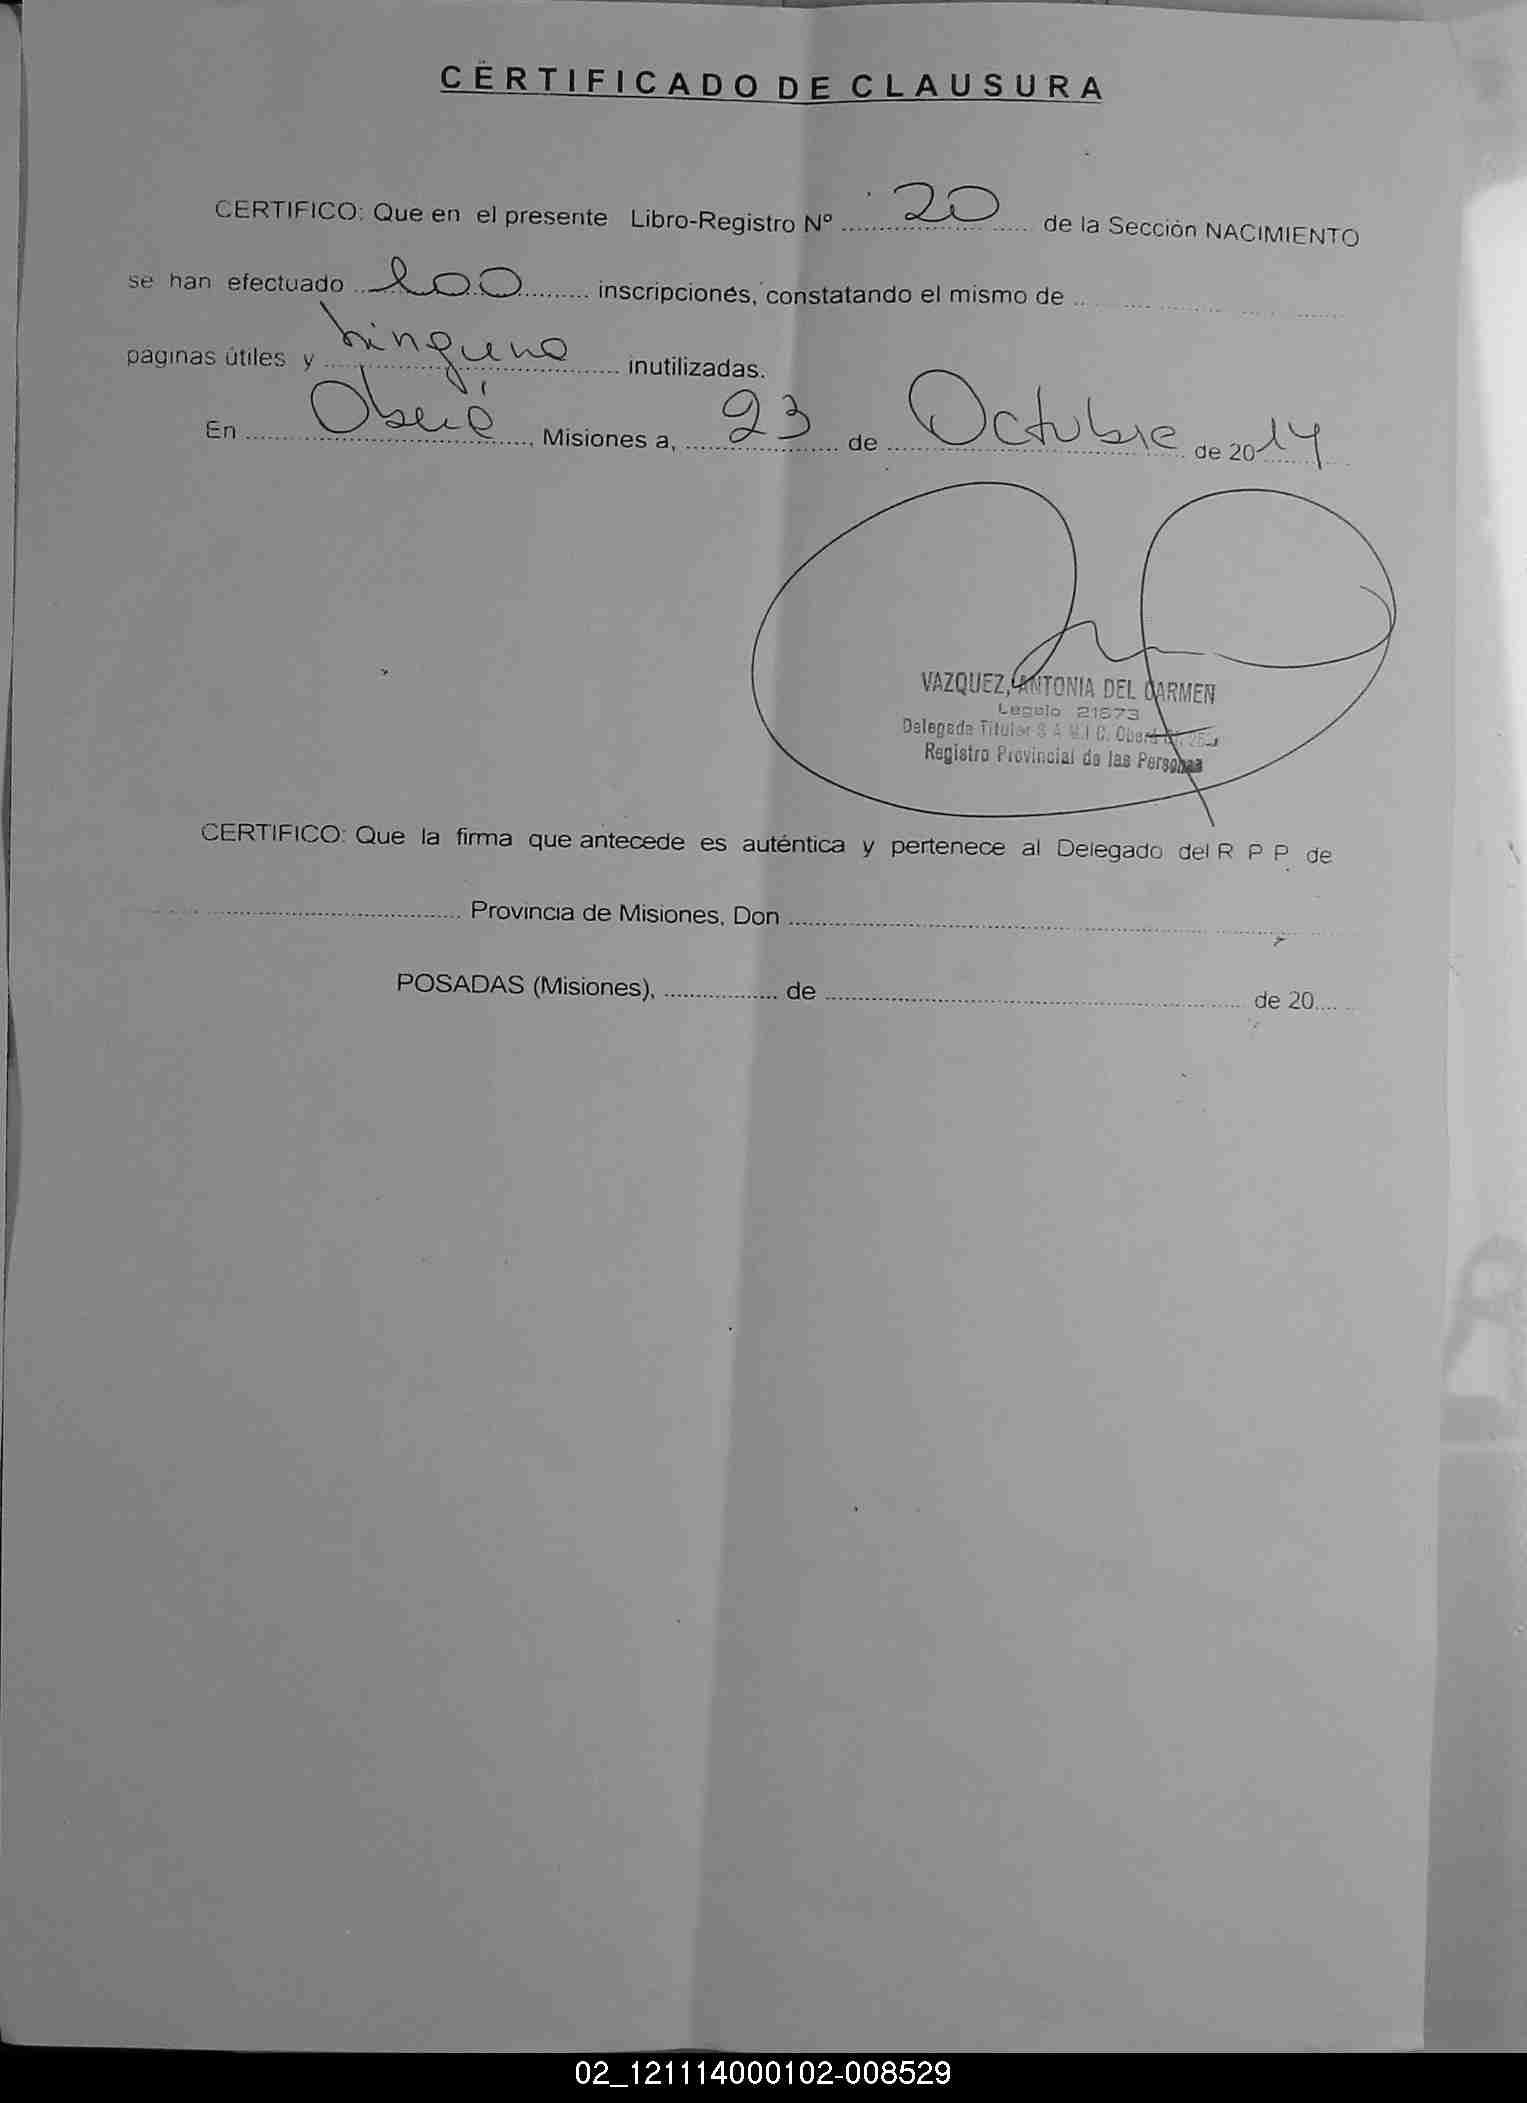 CERTIFICADO DE CLAUSURA
CERTIFICO: Que en el presente Libro-Registro Nº 20 de la Sección NACIMIENTO
se han efectuado 100 inscripciones, constatando el mismo de
paginas útiles y ninguna inutilizadas.
En Oberá, Misiones a, 23 de Octubre de 2014
VAZQUEZ, ANTONIA DEL CARMEN
Legajo 21673
Delegada Titular S.A.M.I.C. Oberá
Registro Provincial de las Personas
CERTIFICO: Que la firma que antecede es auténtica y pertenece al Delegado del R P P. de
Provincia de Misiones, Don
POSADAS (Misiones), de de 20
02_121114000102-008529